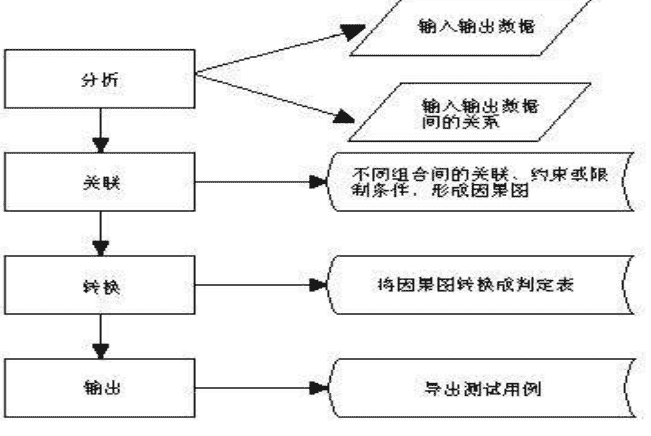 输入输出数据
分析
输入输出数据
间的关系
关联
不同组合间的关联、约束或限
制条件，形成因果图
转换
将因果图转换成判定表
输出
导出测试用例